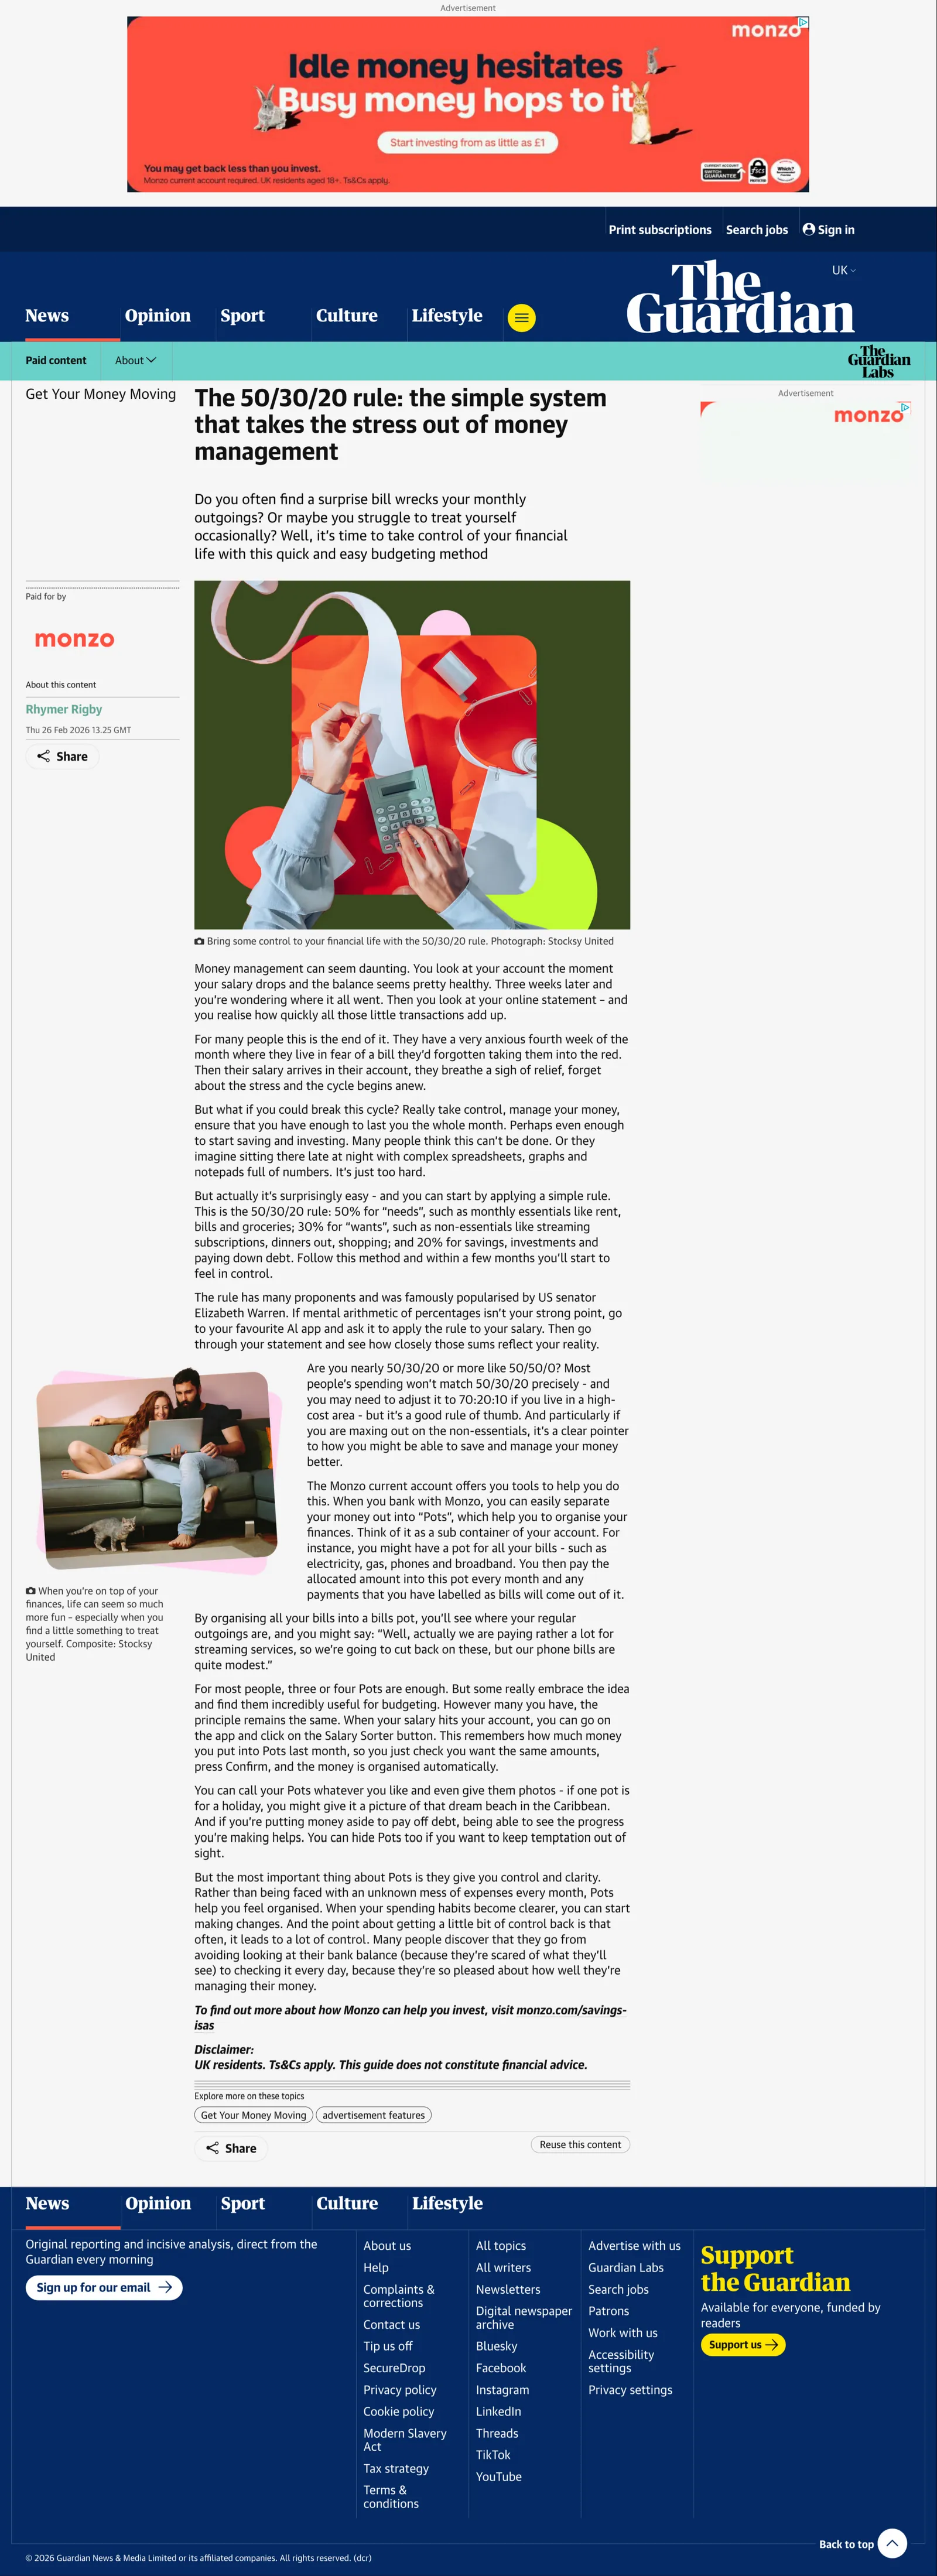 Advertisement
monzo
Idle money hesitates
Busy money hops to it
Start investing from as little as £1
You may get back less than you invest.
Monzo current account required. UK residents aged 18+. Ts&Cs apply.
CURRENT ACCOUNT
SWITCH
GUARANTEE
FSCS
PROTECTED
Which?
Print subscriptions
Search jobs
Sign in
UK
The
Guardian
News
Opinion
Sport
Culture
Lifestyle
Paid content
About
The
Guardian
Labs
Get Your Money Moving
The 50/30/20 rule: the simple system
that takes the stress out of money
management
Advertisement
monzo
Do you often find a surprise bill wrecks your monthly
outgoings? Or maybe you struggle to treat yourself
occasionally? Well, it's time to take control of your financial
life with this quick and easy budgeting method
Paid for by
monzo
About this content
Rhymer Rigby
Thu 26 Feb 2026 13.25 GMT
Share
Bring some control to your financial life with the 50/30/20 rule. Photograph: Stocksy United
Money management can seem daunting. You look at your account the moment
your salary drops and the balance seems pretty healthy. Three weeks later and
you're wondering where it all went. Then you look at your online statement – and
you realise how quickly all those little transactions add up.
For many people this is the end of it. They have a very anxious fourth week of the
month where they live in fear of a bill they'd forgotten taking them into the red.
Then their salary arrives in their account, they breathe a sigh of relief, forget
about the stress and the cycle begins anew.
But what if you could break this cycle? Really take control, manage your money,
ensure that you have enough to last you the whole month. Perhaps even enough
to start saving and investing. Many people think this can't be done. Or they
imagine sitting there late at night with complex spreadsheets, graphs and
notepads full of numbers. It's just too hard.
But actually it's surprisingly easy - and you can start by applying a simple rule.
This is the 50/30/20 rule: 50% for "needs", such as monthly essentials like rent,
bills and groceries; 30% for "wants", such as non-essentials like streaming
subscriptions, dinners out, shopping; and 20% for savings, investments and
paying down debt. Follow this method and within a few months you'll start to
feel in control.
The rule has many proponents and was famously popularised by US senator
Elizabeth Warren. If mental arithmetic of percentages isn't your strong point, go
to your favourite AI app and ask it to apply the rule to your salary. Then go
through your statement and see how closely those sums reflect your reality.
Are you nearly 50/30/20 or more like 50/50/0? Most
people's spending won't match 50/30/20 precisely - and
you may need to adjust it to 70:20:10 if you live in a high-
cost area - but it's a good rule of thumb. And particularly if
you are maxing out on the non-essentials, it's a clear pointer
to how you might be able to save and manage your money
better.
The Monzo current account offers you tools to help you do
this. When you bank with Monzo, you can easily separate
your money out into "Pots", which help you to organise your
finances. Think of it as a sub container of your account. For
instance, you might have a pot for all your bills - such as
electricity, gas, phones and broadband. You then pay the
allocated amount into this pot every month and any
payments that you have labelled as bills will come out of it.
When you're on top of your
finances, life can seem so much
more fun – especially when you
find a little something to treat
yourself. Composite: Stocksy
United
By organising all your bills into a bills pot, you'll see where your regular
outgoings are, and you might say: "Well, actually we are paying rather a lot for
streaming services, so we're going to cut back on these, but our phone bills are
quite modest."
For most people, three or four Pots are enough. But some really embrace the idea
and find them incredibly useful for budgeting. However many you have, the
principle remains the same. When your salary hits your account, you can go on
the app and click on the Salary Sorter button. This remembers how much money
you put into Pots last month, so you just check you want the same amounts,
press Confirm, and the money is organised automatically.
You can call your Pots whatever you like and even give them photos - if one pot is
for a holiday, you might give it a picture of that dream beach in the Caribbean.
And if you're putting money aside to pay off debt, being able to see the progress
you're making helps. You can hide Pots too if you want to keep temptation out of
sight.
But the most important thing about Pots is they give you control and clarity.
Rather than being faced with an unknown mess of expenses every month, Pots
help you feel organised. When your spending habits become clearer, you can start
making changes. And the point about getting a little bit of control back is that
often, it leads to a lot of control. Many people discover that they go from
avoiding looking at their bank balance (because they're scared of what they'll
see) to checking it every day, because they're so pleased about how well they're
managing their money.
To find out more about how Monzo can help you invest, visit monzo.com/savings-
isas
Disclaimer:
UK residents. Ts&Cs apply. This guide does not constitute financial advice.
Explore more on these topics
Get Your Money Moving
advertisement features
Share
Reuse this content
News
Opinion
Sport
Culture
Lifestyle
Original reporting and incisive analysis, direct from the
Guardian every morning
Sign up for our email
About us
Help
Complaints &
corrections
Contact us
Tip us off
SecureDrop
Privacy policy
Cookie policy
Modern Slavery
Act
Tax strategy
Terms &
conditions
All topics
All writers
Newsletters
Digital newspaper
archive
Bluesky
Facebook
Instagram
LinkedIn
Threads
TikTok
YouTube
Advertise with us
Guardian Labs
Search jobs
Patrons
Work with us
Accessibility
settings
Privacy settings
Support
the Guardian
Available for everyone, funded by
readers
Support us
Back to top
© 2026 Guardian News & Media Limited or its affiliated companies. All rights reserved. (dcr)